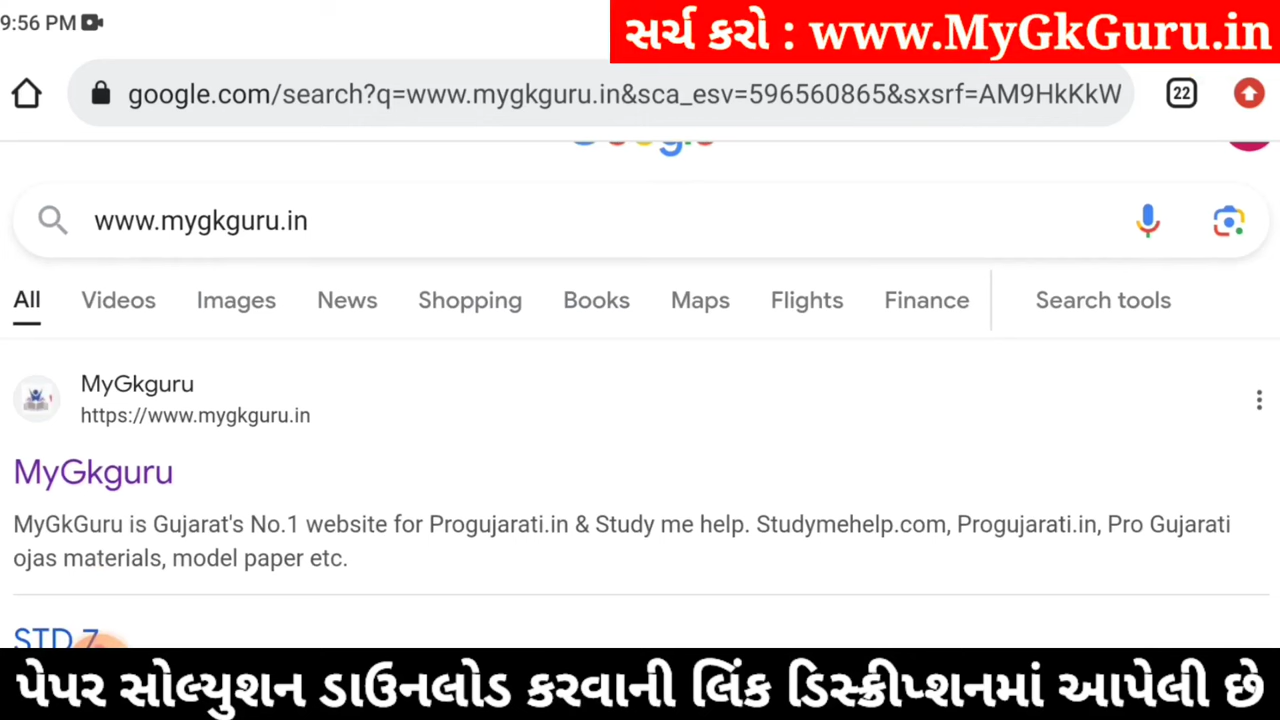 9:56 PM
સર્ચ કરો : www.MyGkGuru.in
google.com/search?q=www.mygkguru.in&sca_esv=596560865&sxsrf=AM9HkKkW
22
www.mygkguru.in
All Videos Images News Shopping Books Maps Flights Finance Search tools
MyGkguru
https://www.mygkguru.in
MyGkguru
MyGkGuru is Gujarat's No.1 website for Progujarati.in & Study me help. Studymehelp.com, Progujarati.in, Pro Gujarati
ojas materials, model paper etc.
STD 7
પેપર સોલ્યુશન ડાઉનલોડ કરવાની લિંક ડિસ્ક્રીપ્શનમાં આપેલી છે